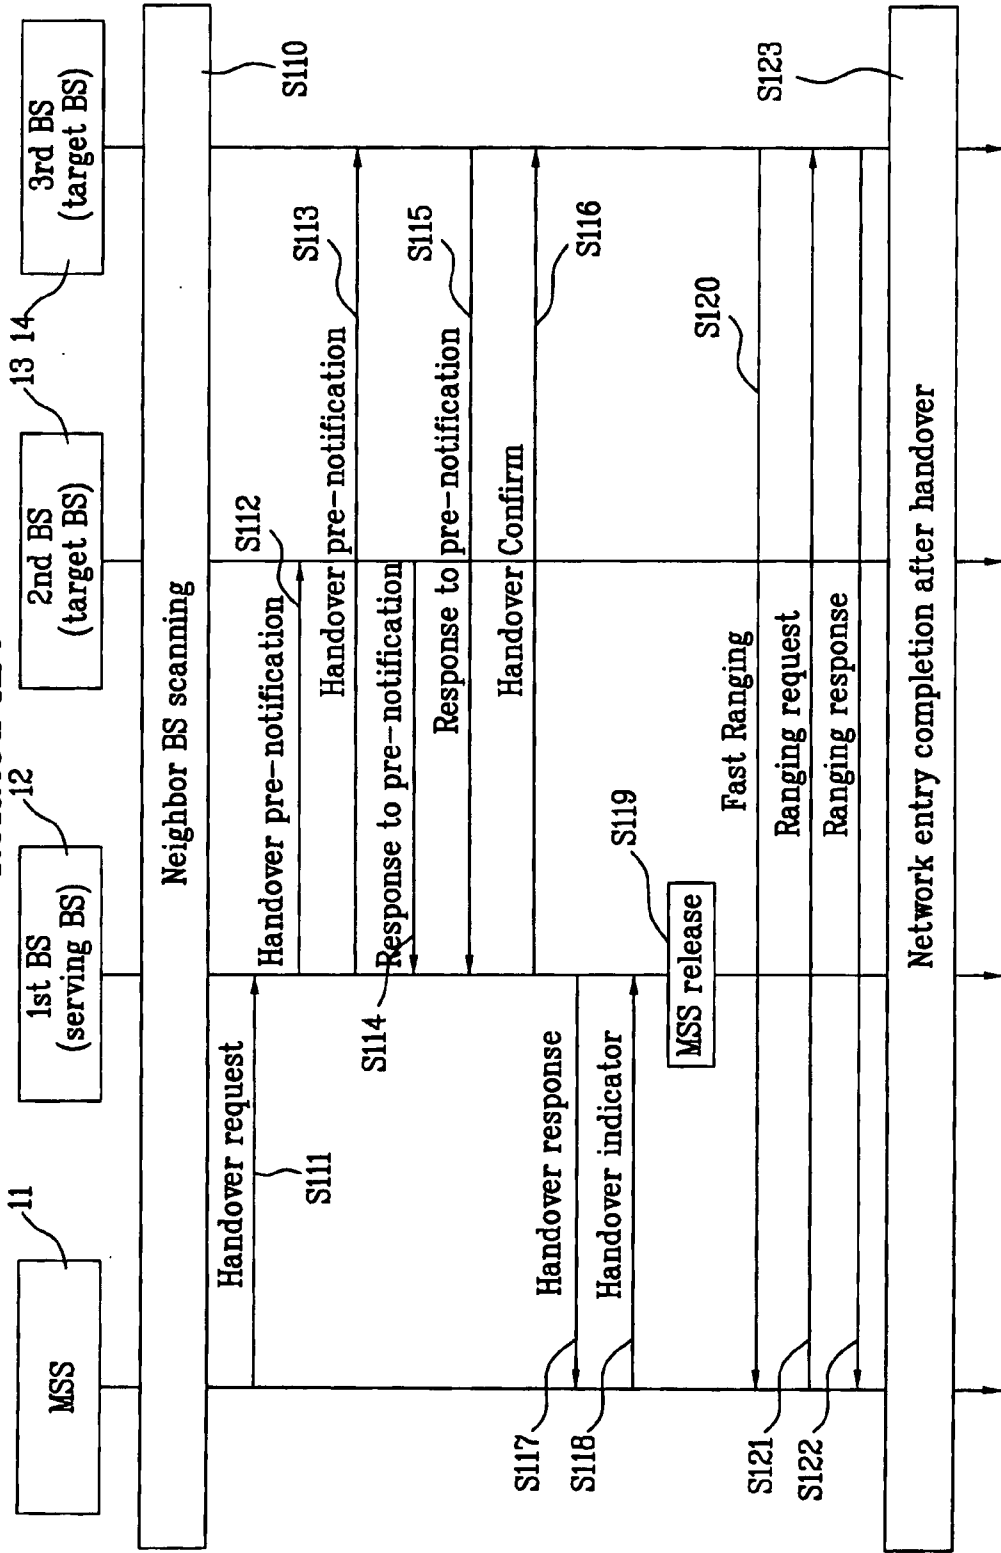 11
12
13
14
MSS
1st BS
(serving BS)
2nd BS
(target BS)
3rd BS
(target BS)
Neighbor BS scanning
S110
Handover request
S111
Handover pre-notification
S112
Handover pre-notification
S113
Response to pre-notification
S114
Response to pre-notification
S115
Handover Confirm
S116
Handover response
S117
Handover indicator
S118
MSS release
S119
Fast Ranging
S120
Ranging request
S121
Ranging response
S122
Network entry completion after handover
S123